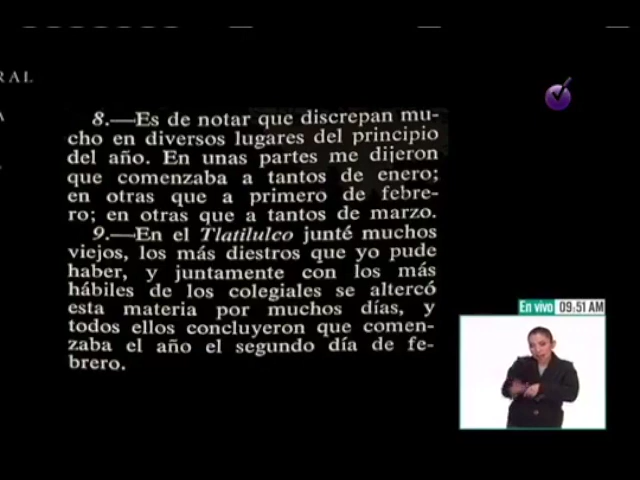 RAL
A
8.—Es de notar que discrepan mu-
cho en diversos lugares del principio
del año. En unas partes me dijeron
que comenzaba a tantos de enero;
en otras que a primero de febre-
ro; en otras que a tantos de marzo.
9.—En el Tlatilulco junté muchos
viejos, los más diestros que yo pude
haber, y juntamente con los más
hábiles de los colegiales se altercó
esta materia por muchos días, y
todos ellos concluyeron que comen-
zaba el año el segundo día de fe-
brero.
En vivo 09:51 AM